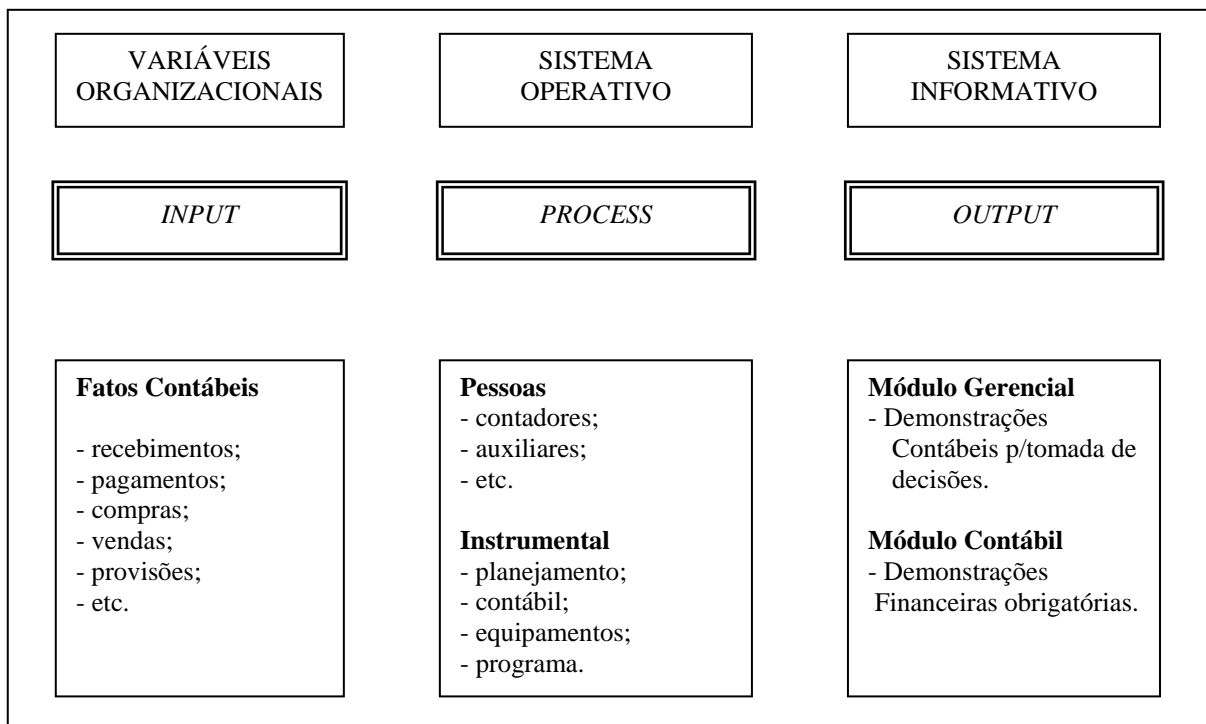 VARIÁVEIS
ORGANIZACIONAIS
SISTEMA
OPERATIVO
SISTEMA
INFORMATIVO
INPUT
PROCESS
OUTPUT
Fatos Contábeis
- recebimentos;
- pagamentos;
- compras;
- vendas;
- provisões;
- etc.
Pessoas
- contadores;
- auxiliares;
- etc.
Instrumental
- planejamento;
- contábil;
- equipamentos;
- programa.
Módulo Gerencial
- Demonstrações
Contábeis p/tomada de
decisões.
Módulo Contábil
- Demonstrações
Financeiras obrigatórias.